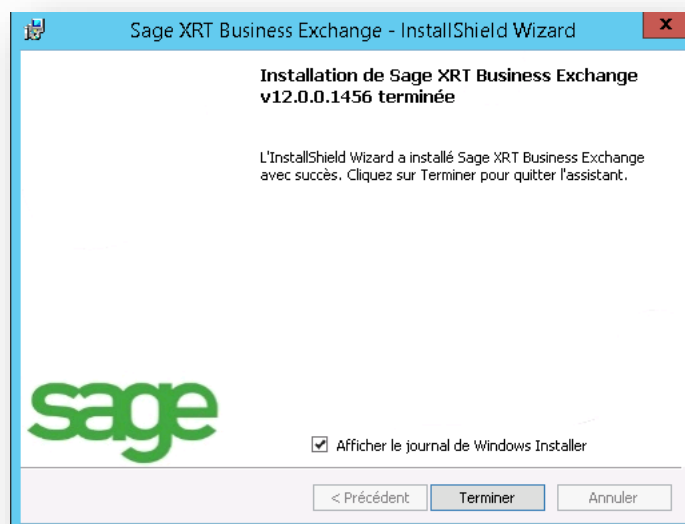 Sage XRT Business Exchange - InstallShield Wizard
x
Installation de Sage XRT Business Exchange
v12.0.0.1456 terminée
L'InstallShield Wizard a installé Sage XRT Business Exchange
avec succès. Cliquez sur Terminer pour quitter l'assistant.
sage
Afficher le journal de Windows Installer
< Précédent Terminer Annuler